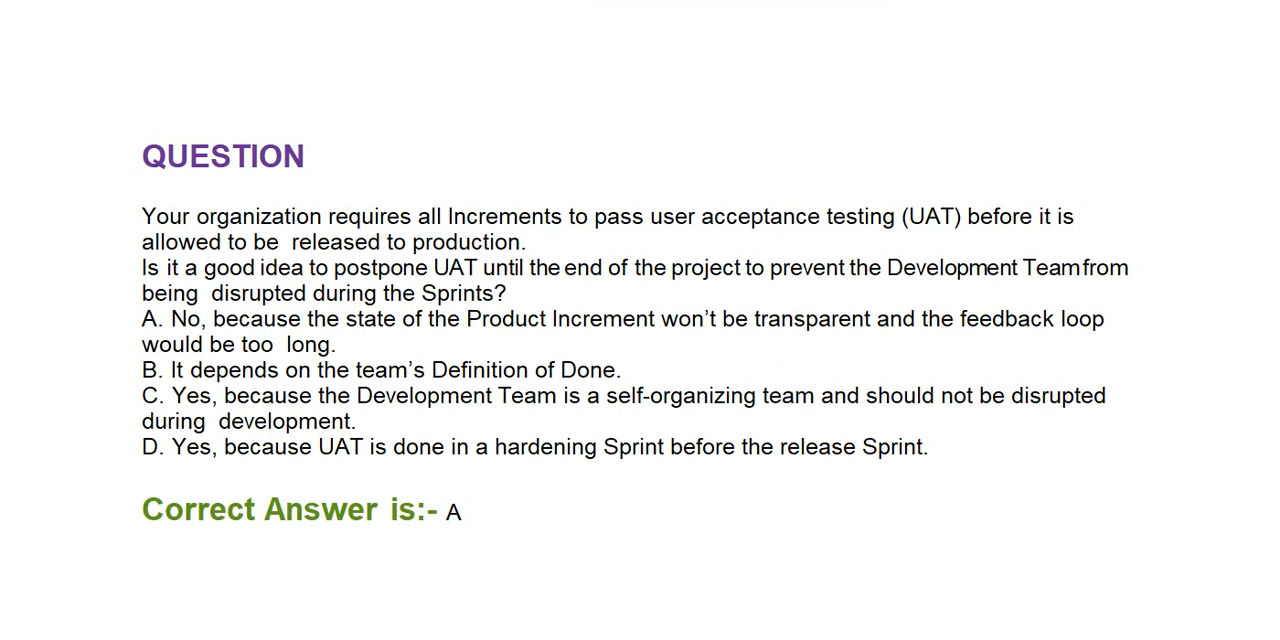 QUESTION
Your organization requires all Increments to pass user acceptance testing (UAT) before it is
allowed to be released to production.
Is it a good idea to postpone UAT until the end of the project to prevent the Development Team from
being disrupted during the Sprints?
A. No, because the state of the Product Increment won’t be transparent and the feedback loop
would be too long.
B. It depends on the team’s Definition of Done.
C. Yes, because the Development Team is a self-organizing team and should not be disrupted
during development.
D. Yes, because UAT is done in a hardening Sprint before the release Sprint.
Correct Answer is:- A